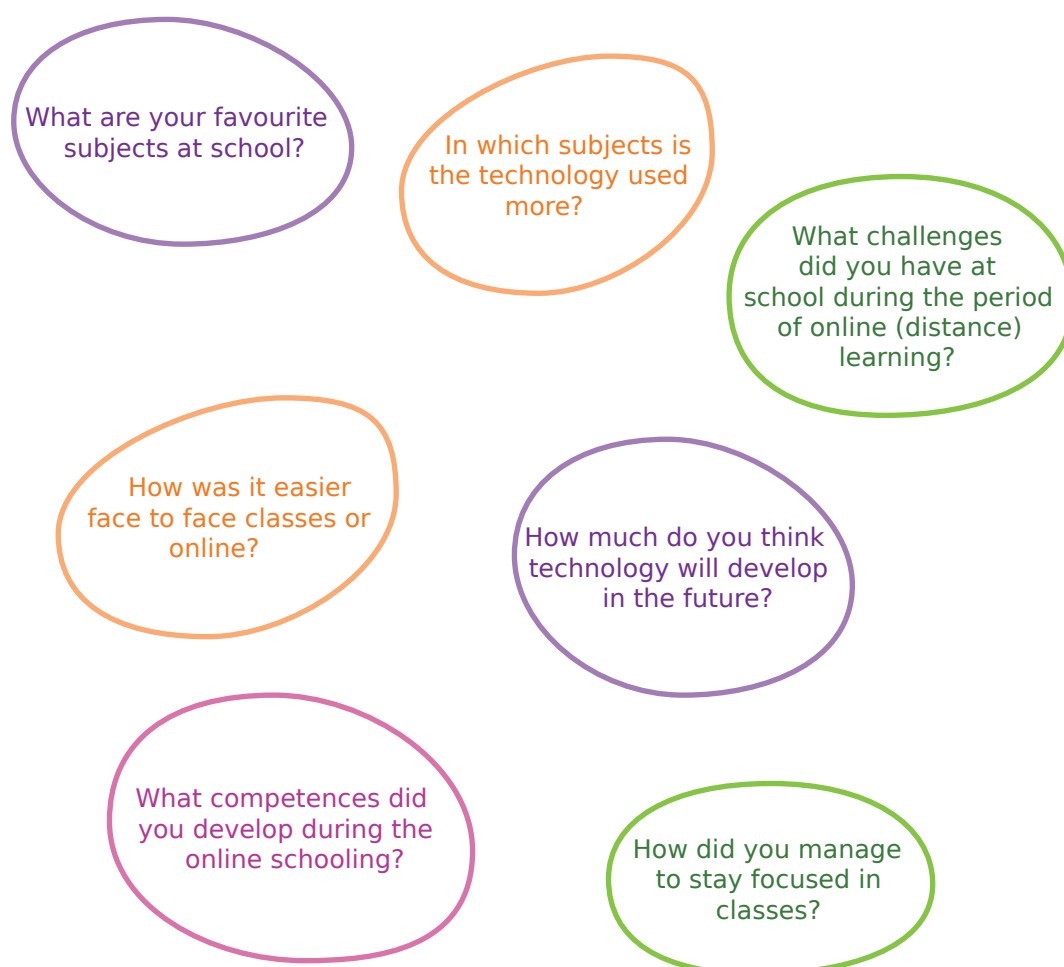 What are your favourite
subjects at school?
In which subjects is
the technology used
more?
What challenges
did you have at
school during the period
of online (distance)
learning?
How was it easier
face to face classes or
online?
How much do you think
technology will develop
in the future?
What competences did
you develop during the
online schooling?
How did you manage
to stay focused in
classes?